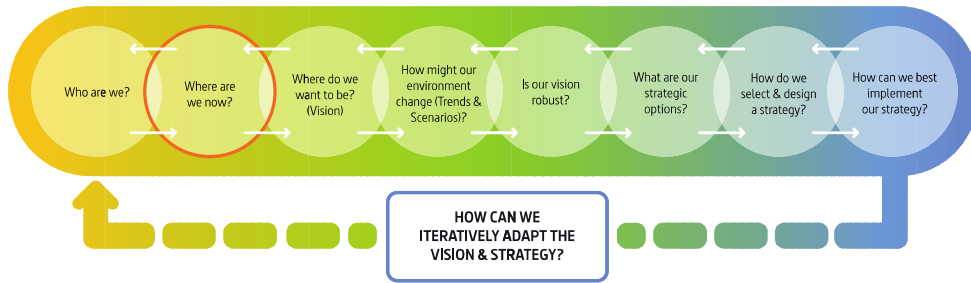 Who are we?
Where are
we now?
Where do we
want to be?
(Vision)
How might our
environment
change (Trends &
Scenarios)?
Is our vision
robust?
What are our
strategic
options?
How do we
select & design
a strategy?
How can we best
implement
our strategy?
HOW CAN WE
ITERATIVELY ADAPT THE
VISION & STRATEGY?